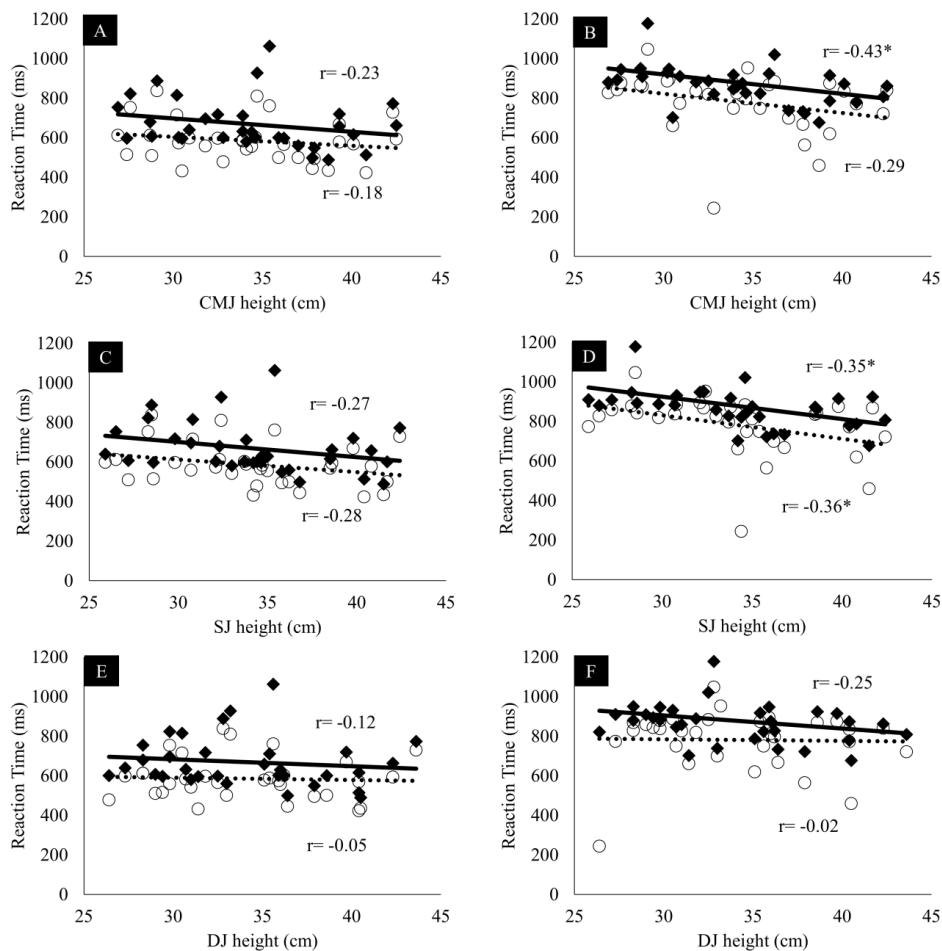 A
Reaction Time (ms)
1200
1000
800
600
400
200
0
r= -0.23
r= -0.18
25
30
35
40
45
CMJ height (cm)
B
Reaction Time (ms)
1200
1000
800
600
400
200
0
r= -0.43*
r= -0.29
25
30
35
40
45
CMJ height (cm)
C
Reaction Time (ms)
1200
1000
800
600
400
200
0
r= -0.27
r= -0.28
25
30
35
40
45
SJ height (cm)
D
Reaction Time (ms)
1200
1000
800
600
400
200
0
r= -0.35*
r= -0.36*
25
30
35
40
45
SJ height (cm)
E
Reaction Time (ms)
1200
1000
800
600
400
200
0
r= -0.12
r= -0.05
25
30
35
40
45
DJ height (cm)
F
Reaction Time (ms)
1200
1000
800
600
400
200
0
r= -0.25
r= -0.02
25
30
35
40
45
DJ height (cm)